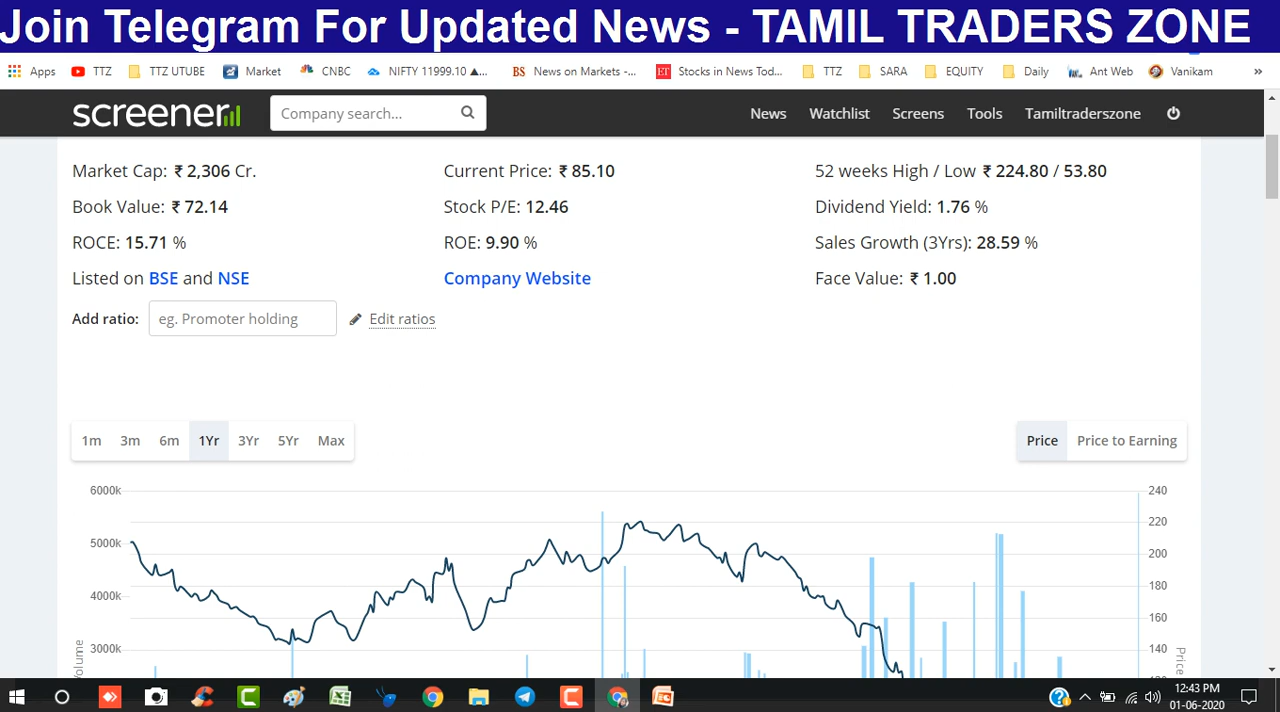 Join Telegram For Updated News - TAMIL TRADERS ZONE
Apps TTZ TTZ UTUBE Market CNBC NIFTY 11999.10 ▲... BS News on Markets -... ET Stocks in News Tod... TTZ SARA EQUITY Daily Ant Web Vanikam »
screener Company search... News Watchlist Screens Tools Tamiltraderszone
Market Cap: ₹ 2,306 Cr. Current Price: ₹ 85.10 52 weeks High / Low ₹ 224.80 / 53.80
Book Value: ₹ 72.14 Stock P/E: 12.46 Dividend Yield: 1.76 %
ROCE: 15.71 % ROE: 9.90 % Sales Growth (3Yrs): 28.59 %
Listed on BSE and NSE Company Website Face Value: ₹ 1.00
Add ratio: eg. Promoter holding Edit ratios
1m 3m 6m 1Yr 3Yr 5Yr Max Price Price to Earning
6000k 240
220
5000k 200
180
4000k 160
3000k 140
Volume Price
12:43 PM
01-06-2020